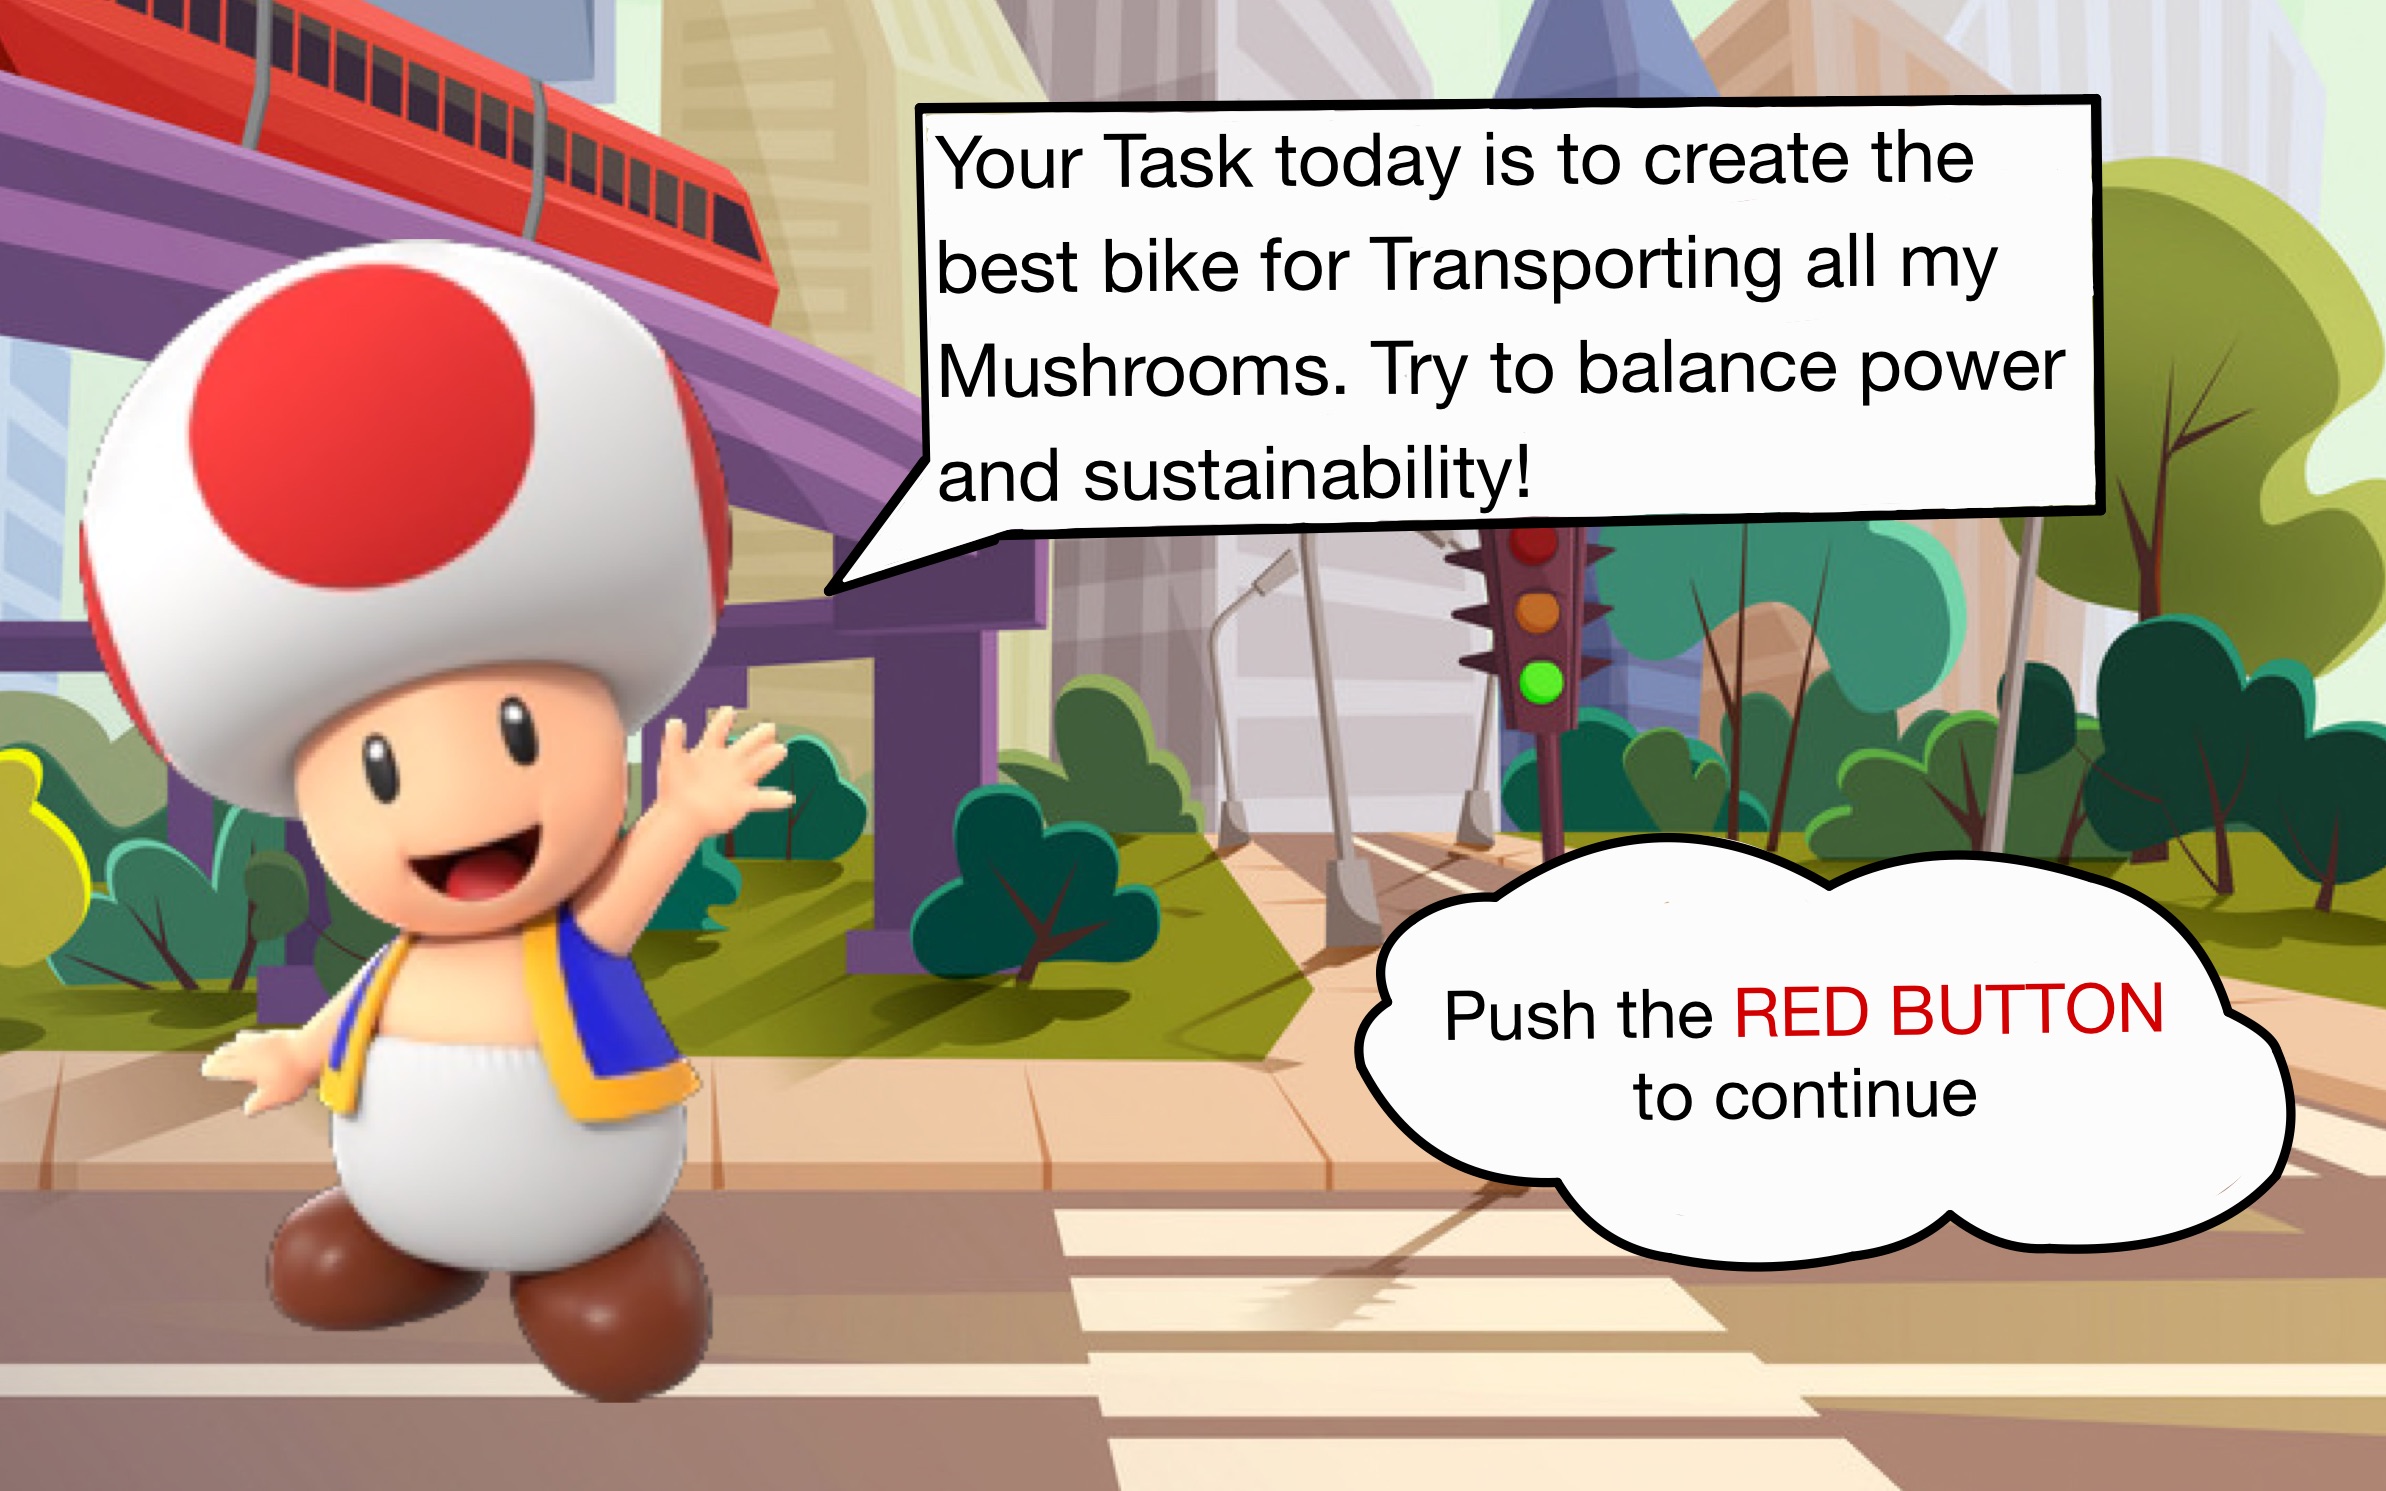 Your Task today is to create the
best bike for Transporting all my
Mushrooms. Try to balance power
and sustainability!
Push the RED BUTTON
to continue